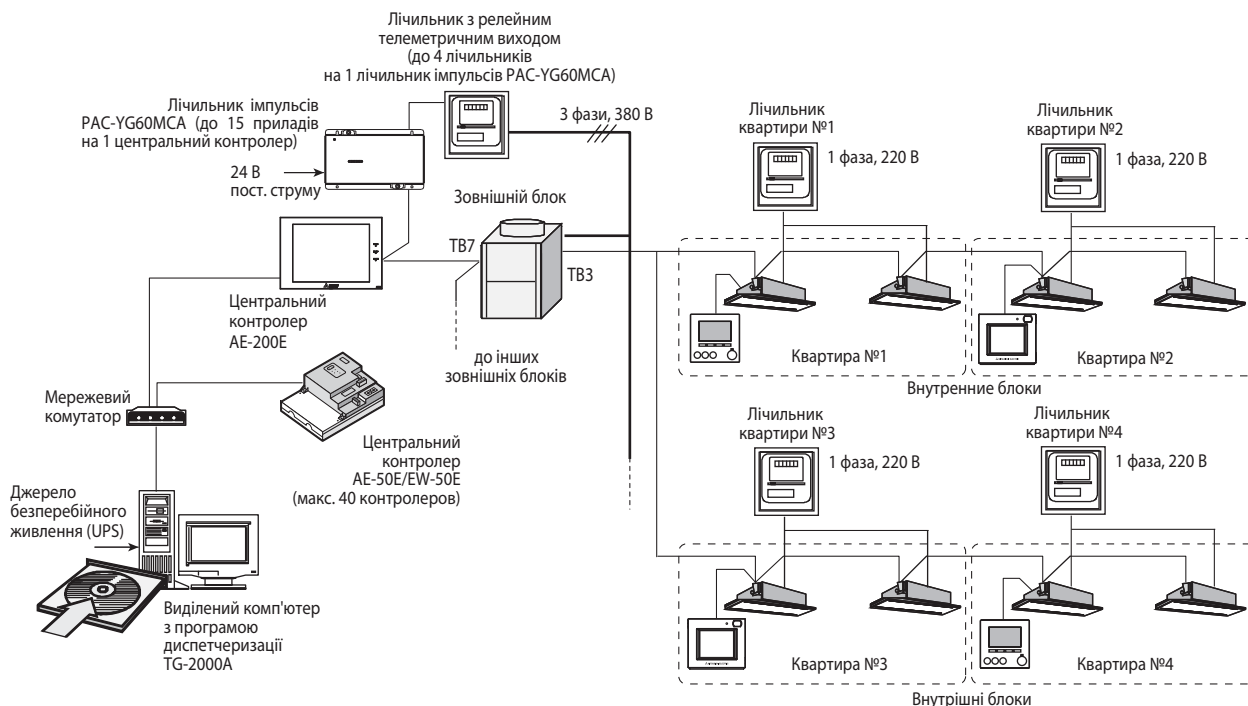 Лічильник з релейним
телеметричним виходом
(до 4 лічильників
на 1 лічильник імпульсів PAC-YG60MCA)
Лічильник імпульсів
PAC-YG60MCA (до 15 приладів
на 1 центральний контролер)
24 В
пост. струму
3 фази, 380 В
Зовнішній блок
TB7
TB3
Центральний
контролер
AE-200E
до інших
зовнішніх блоків
Мережевий
комутатор
Центральний
контролер
AE-50E/EW-50E
(макс. 40 контролеров)
Джерело
безперебійного
живлення (UPS)
Виділений комп'ютер
з програмою
диспетчеризації
TG-2000A
Лічильник
квартири №1
1 фаза, 220 В
Лічильник
квартири №2
1 фаза, 220 В
Квартира №1
Квартира №2
Внутренние блоки
Лічильник
квартири №3
1 фаза, 220 В
Лічильник
квартири №4
1 фаза, 220 В
Квартира №3
Квартира №4
Внутрішні блоки